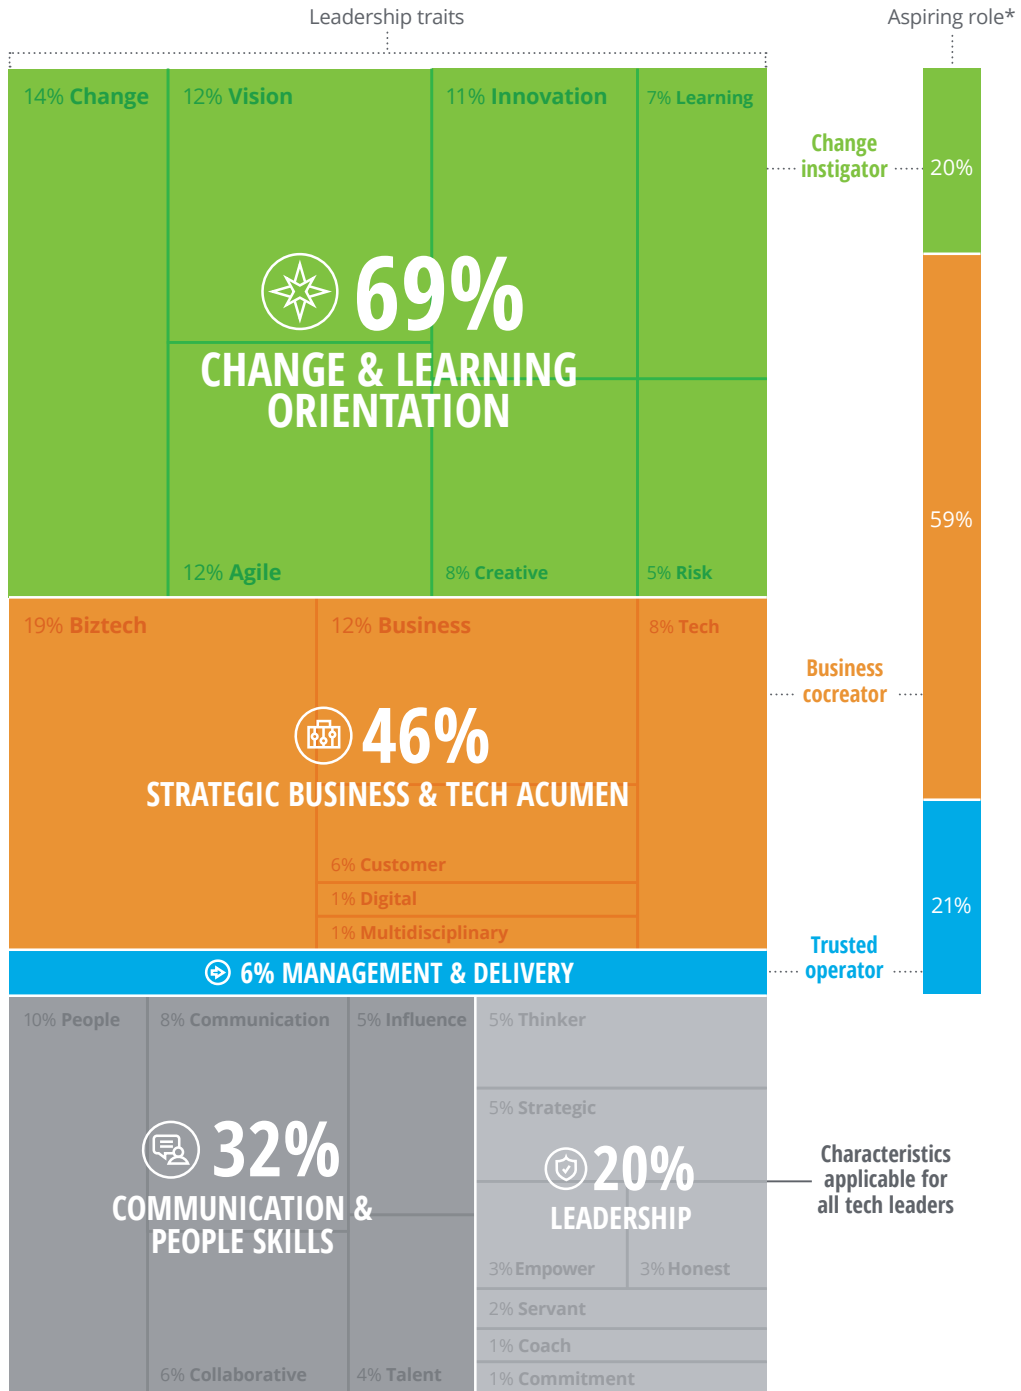 Leadership traits
Aspiring role*
14% Change
12% Vision
11% Innovation
7% Learning
69%
CHANGE & LEARNING
ORIENTATION
12% Agile
8% Creative
5% Risk
Change
instigator
20%
19% Biztech
12% Business
8% Tech
46%
STRATEGIC BUSINESS & TECH ACUMEN
6% Customer
1% Digital
1% Multidisciplinary
59%
Business
cocreator
6% MANAGEMENT & DELIVERY
Trusted
operator
21%
10% People
8% Communication
5% Influence
32%
COMMUNICATION &
PEOPLE SKILLS
6% Collaborative
4% Talent
5% Thinker
5% Strategic
20%
LEADERSHIP
3% Empower
3% Honest
2% Servant
1% Coach
1% Commitment
Characteristics
applicable for
all tech leaders